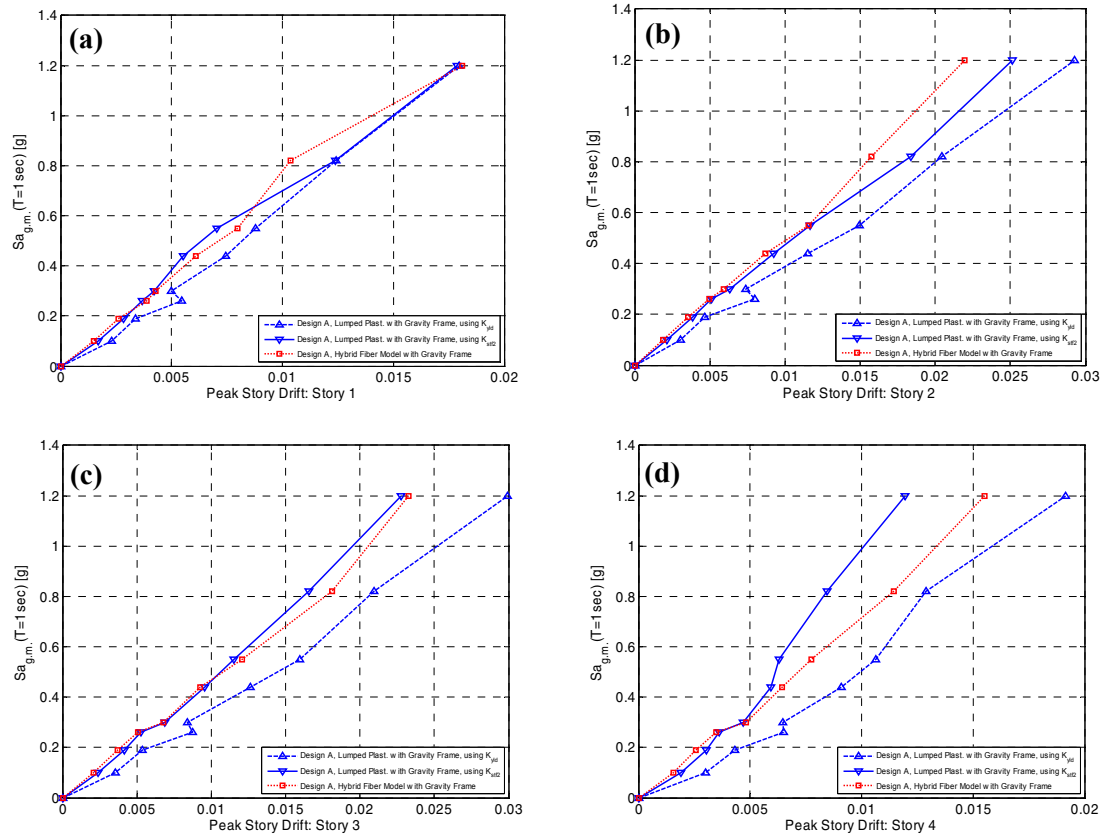 (a)
1.4
1.2
1
0.8
0.6
0.4
0.2
0
Sa g.m. (T=1sec) [g]
Design A, Lumped Plast. with Gravity Frame, using Kyld
Design A, Lumped Plast. with Gravity Frame, using Kstf2
Design A, Hybrid Fiber Model with Gravity Frame
0 0.005 0.01 0.015 0.02
Peak Story Drift: Story 1
(b)
1.4
1.2
1
0.8
0.6
0.4
0.2
0
Sa g.m. (T=1sec) [g]
Design A, Lumped Plast. with Gravity Frame, using Kyld
Design A, Lumped Plast. with Gravity Frame, using Kstf2
Design A, Hybrid Fiber Model with Gravity Frame
0 0.005 0.01 0.015 0.02 0.025 0.03
Peak Story Drift: Story 2
(c)
1.4
1.2
1
0.8
0.6
0.4
0.2
0
Sa g.m. (T=1sec) [g]
Design A, Lumped Plast. with Gravity Frame, using Kyld
Design A, Lumped Plast. with Gravity Frame, using Kstf2
Design A, Hybrid Fiber Model with Gravity Frame
0 0.005 0.01 0.015 0.02 0.025 0.03
Peak Story Drift: Story 3
(d)
1.4
1.2
1
0.8
0.6
0.4
0.2
0
Sa g.m. (T=1sec) [g]
Design A, Lumped Plast. with Gravity Frame, using Kyld
Design A, Lumped Plast. with Gravity Frame, using Kstf2
Design A, Hybrid Fiber Model with Gravity Frame
0 0.005 0.01 0.015 0.02
Peak Story Drift: Story 4